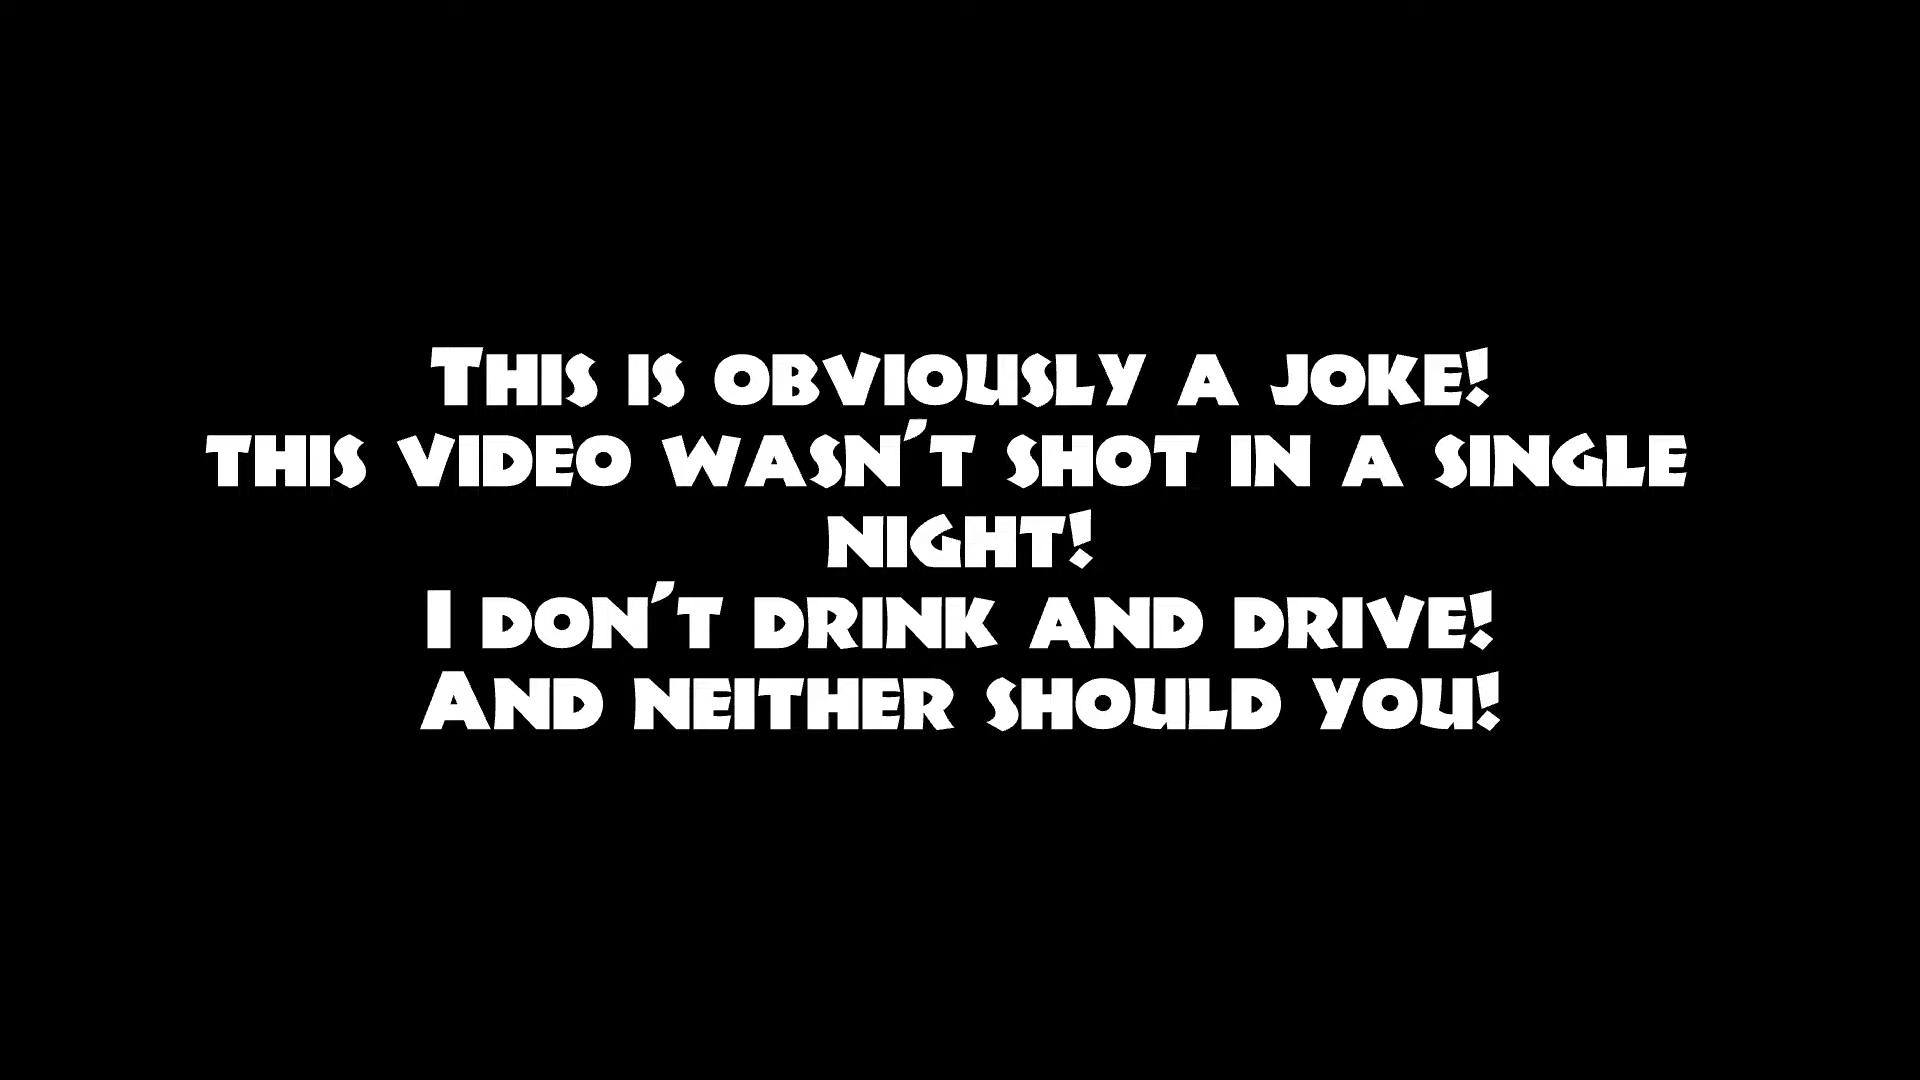 This is obviously a joke!
this video wasn't shot in a single
night!
I don't drink and drive!
And neither should you!